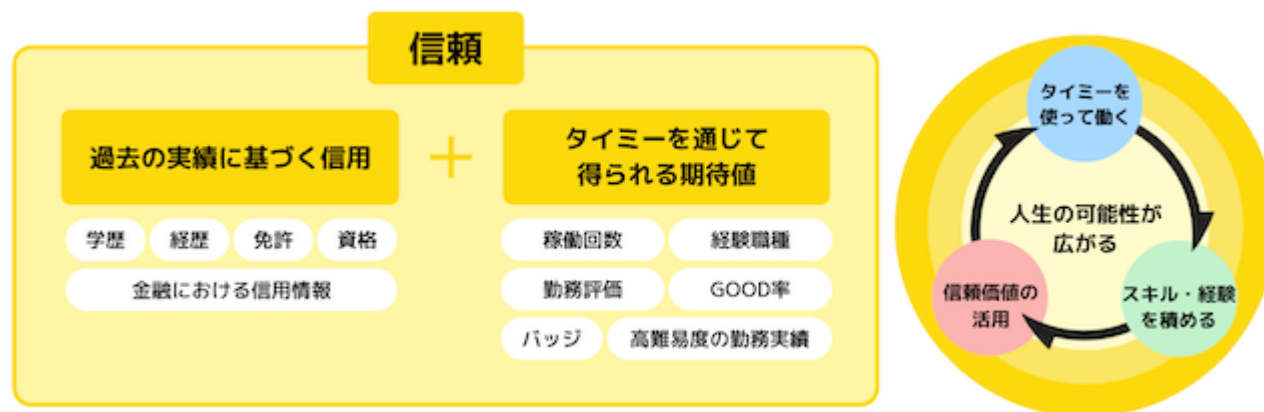 信頼
過去の実績に基づく信用
+
タイミーを通じて
得られる期待値
学歴 経歴 免許 資格
金融における信用情報
稼働回数 経験職種
勤務評価 GOOD率
バッジ 高難易度の勤務実績
タイミーを
使って働く
人生の可能性が
広がる
スキル・経験
を積める
信頼価値の
活用